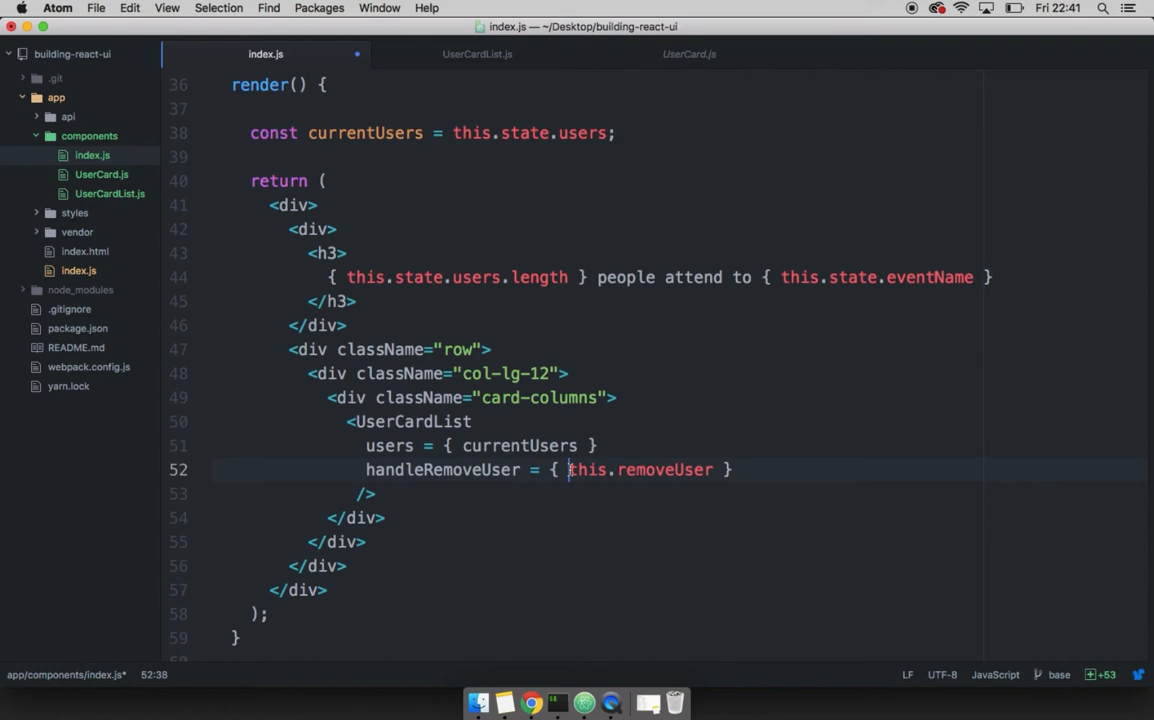 Atom File Edit View Selection Find Packages Window Help Fri 22:41
index.js — ~/Desktop/building-react-ui
building-react-ui
.git
app
api
components
index.js
UserCard.js
UserCardList.js
styles
vendor
index.html
index.js
node_modules
.gitignore
package.json
README.md
webpack.config.js
yarn.lock
index.js UserCardList.js UserCard.js
36 render() {
37
38 const currentUsers = this.state.users;
39
40 return (
41 <div>
42 <div>
43 <h3>
44 { this.state.users.length } people attend to { this.state.eventName }
45 </h3>
46 </div>
47 <div className="row">
48 <div className="col-lg-12">
49 <div className="card-columns">
50 <UserCardList
51 users = { currentUsers }
52 handleRemoveUser = { this.removeUser }
53 />
54 </div>
55 </div>
56 </div>
57 </div>
58 );
59 }
60
app/components/index.js* 52:38 LF UTF-8 JavaScript base +53